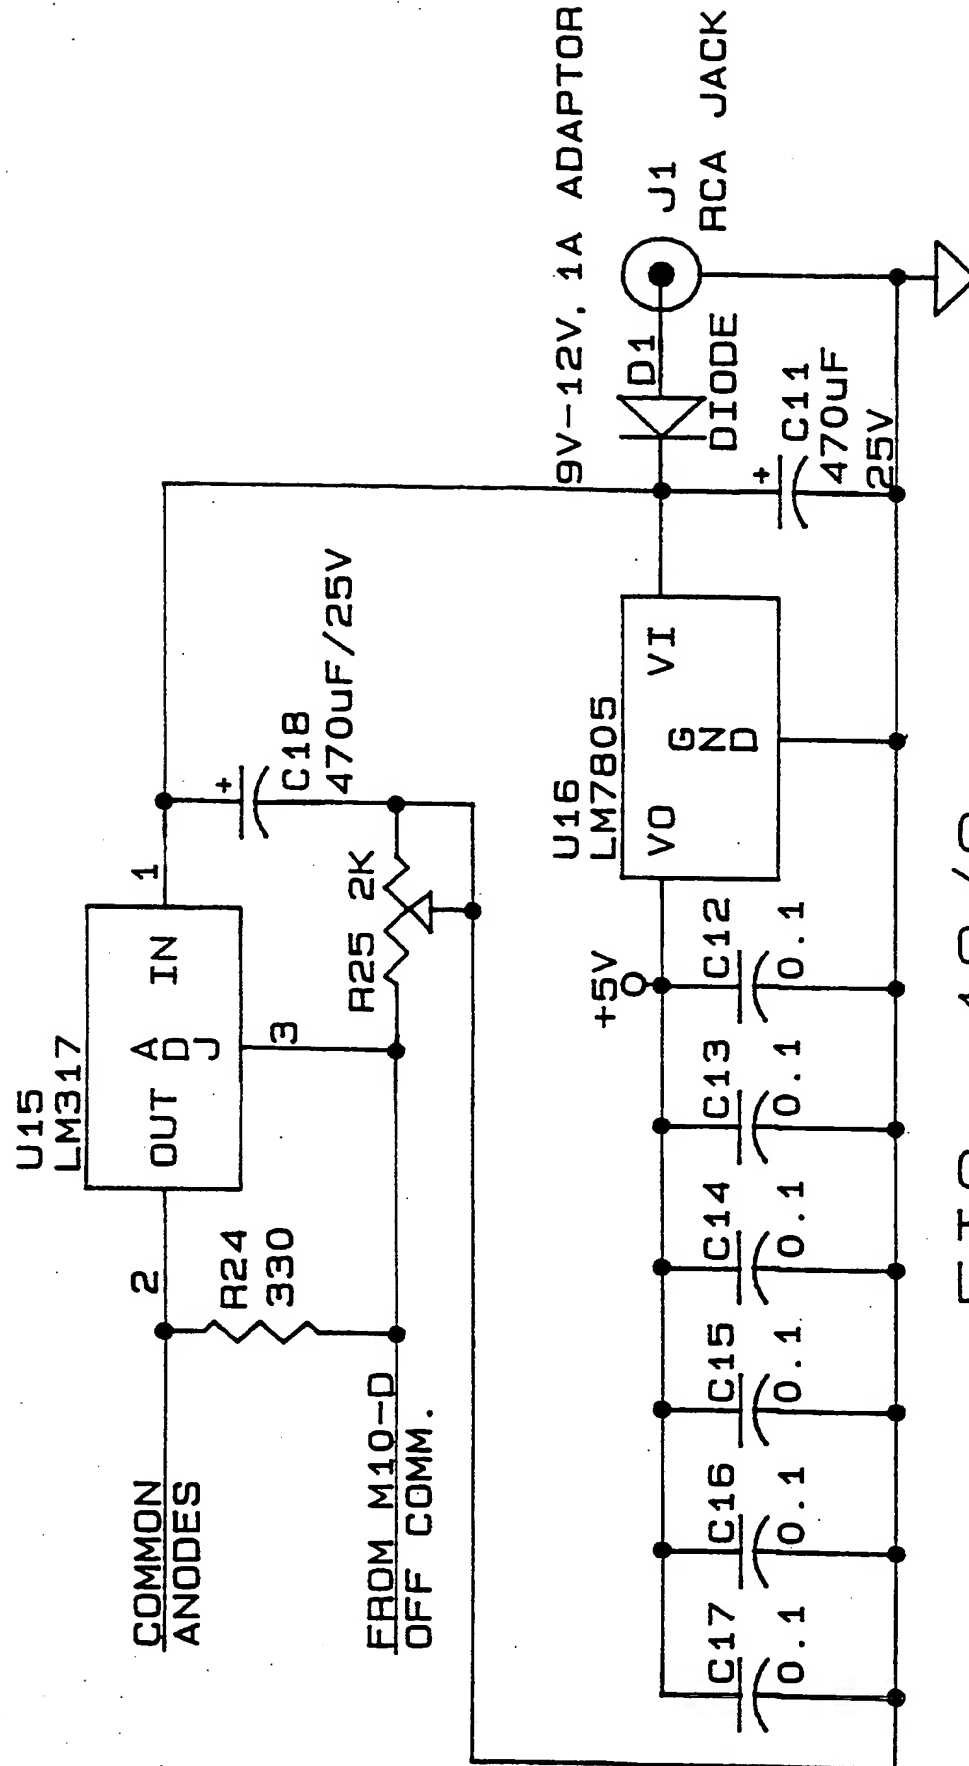 COMMON
ANODES
FROM M10-D
OFF COMM.
2
R24
330
U15
LM317
OUT
ADJ
IN
3
1
R25 2K
C18
470uF/25V
C17
0.1
C16
0.1
C15
0.1
C14
0.1
C13
0.1
C12
0.1
+5V
U16
LM7805
VO
GND
VI
9V-12V, 1A ADAPTOR
D1
DIODE
+
+
C11
470uF
25V
J1
RCA JACK